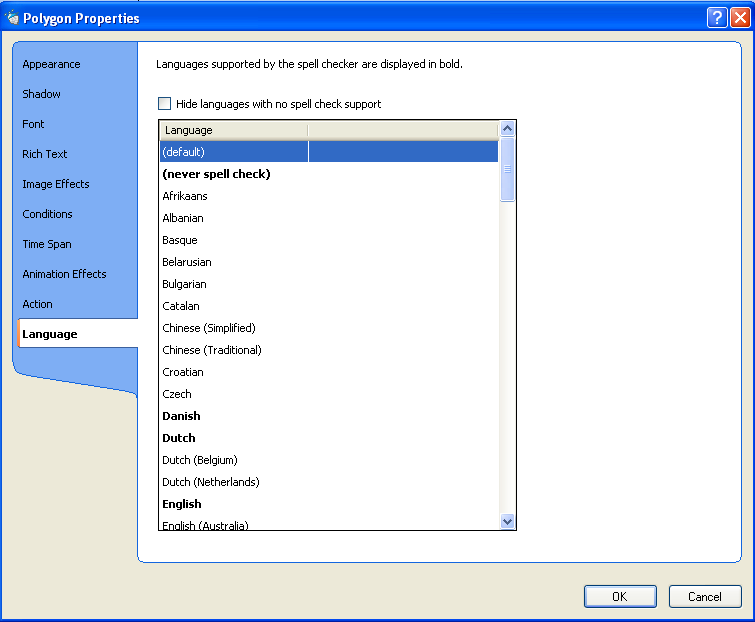 Polygon Properties
Appearance
Shadow
Font
Rich Text
Image Effects
Conditions
Time Span
Animation Effects
Action
Language
Languages supported by the spell checker are displayed in bold.
Hide languages with no spell check support
Language
(default)
(never spell check)
Afrikaans
Albanian
Basque
Belarusian
Bulgarian
Catalan
Chinese (Simplified)
Chinese (Traditional)
Croatian
Czech
Danish
Dutch
Dutch (Belgium)
Dutch (Netherlands)
English
English (Australia)
OK Cancel